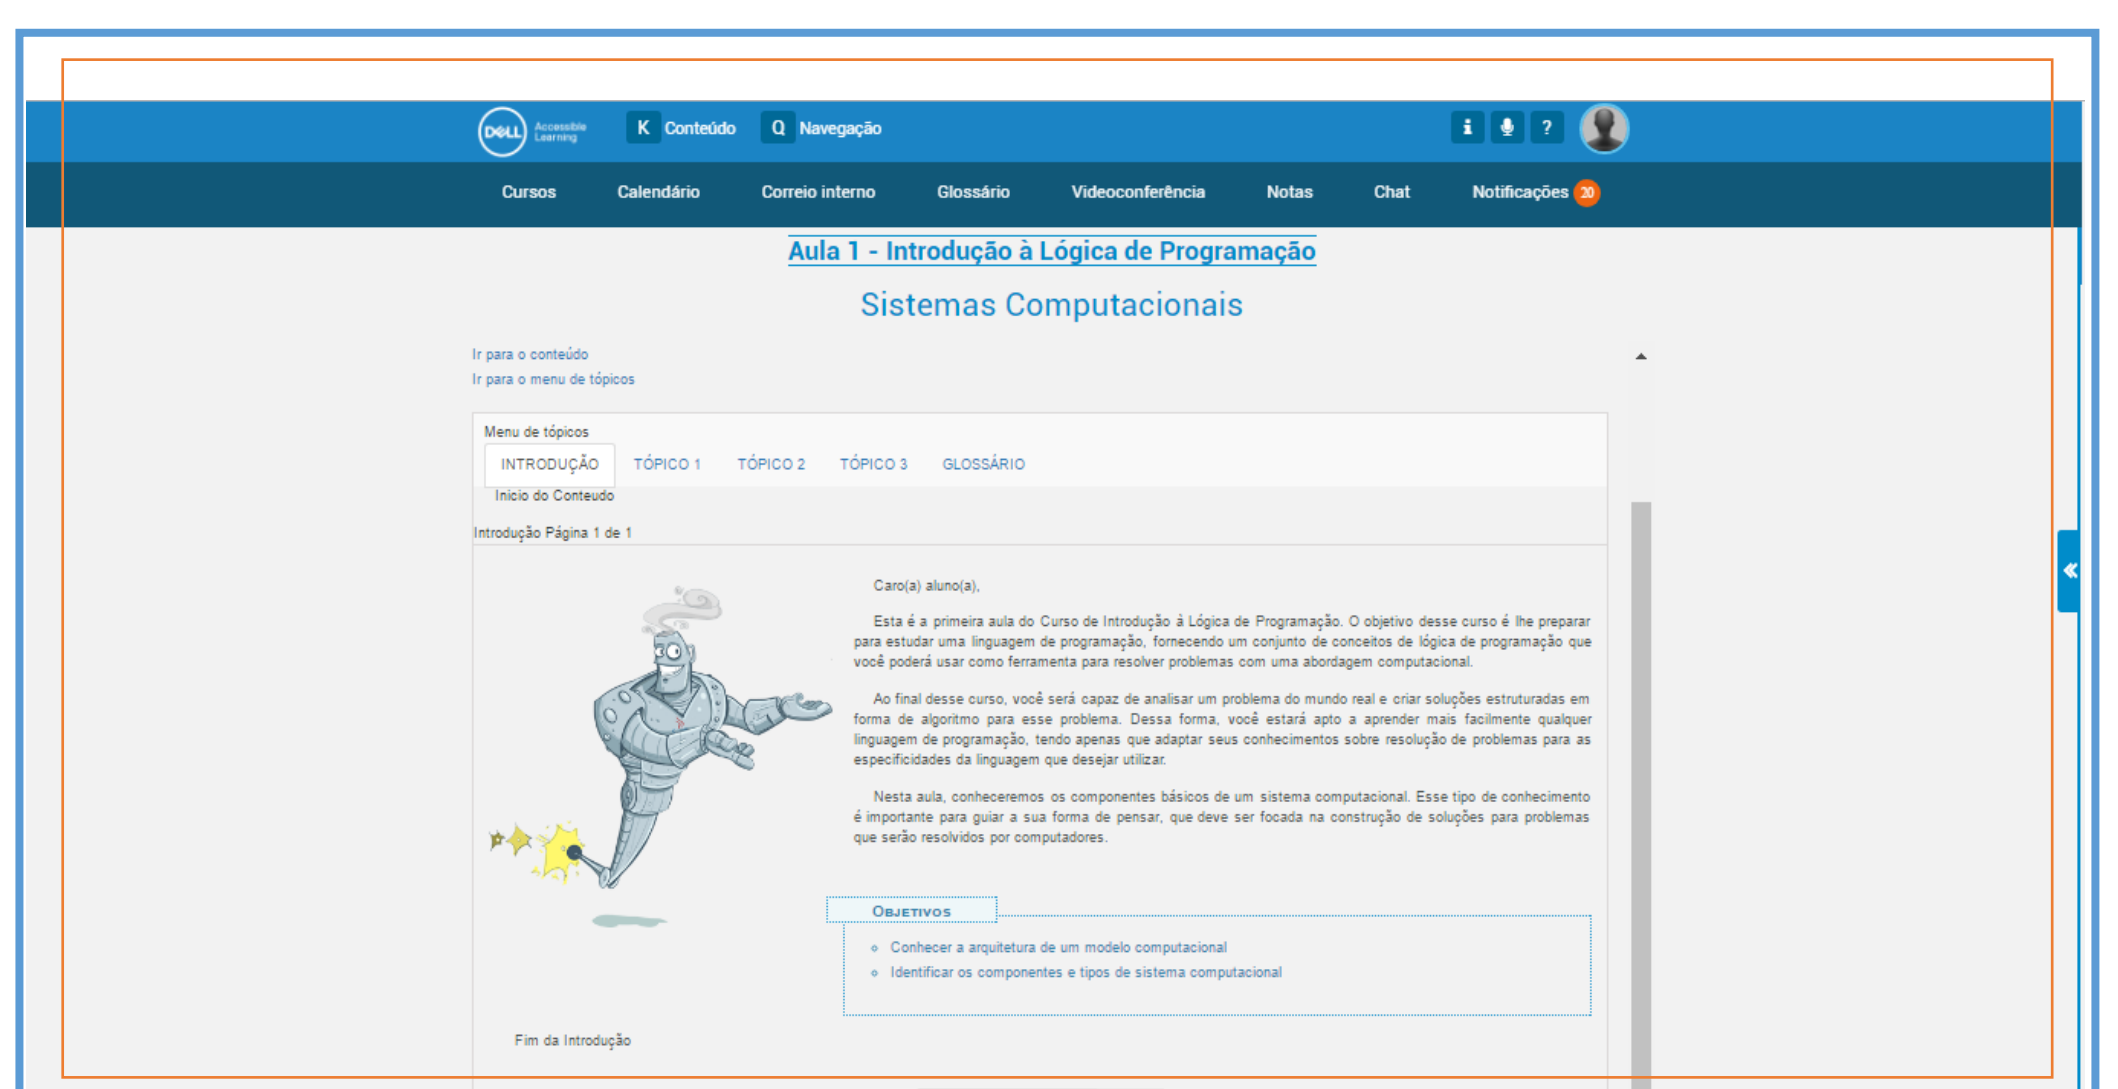 DELL Accessible Learning K Conteúdo Q Navegação i ?
Cursos Calendário Correio interno Glossário Videoconferência Notas Chat Notificações 20
Aula 1 - Introdução à Lógica de Programação
Sistemas Computacionais
Ir para o conteúdo
Ir para o menu de tópicos
Menu de tópicos
INTRODUÇÃO TÓPICO 1 TÓPICO 2 TÓPICO 3 GLOSSÁRIO
Inicio do Conteudo
Introdução Página 1 de 1
Caro(a) aluno(a),
Esta é a primeira aula do Curso de Introdução à Lógica de Programação. O objetivo desse curso é lhe preparar
para estudar uma linguagem de programação, fornecendo um conjunto de conceitos de lógica de programação que
você poderá usar como ferramenta para resolver problemas com uma abordagem computacional.
Ao final desse curso, você será capaz de analisar um problema do mundo real e criar soluções estruturadas em
forma de algoritmo para esse problema. Dessa forma, você estará apto a aprender mais facilmente qualquer
linguagem de programação, tendo apenas que adaptar seus conhecimentos sobre resolução de problemas para as
especificidades da linguagem que desejar utilizar.
Nesta aula, conheceremos os componentes básicos de um sistema computacional. Esse tipo de conhecimento
é importante para guiar a sua forma de pensar, que deve ser focada na construção de soluções para problemas
que serão resolvidos por computadores.
OBJETIVOS
Conhecer a arquitetura de um modelo computacional
Identificar os componentes e tipos de sistema computacional
Fim da Introdução